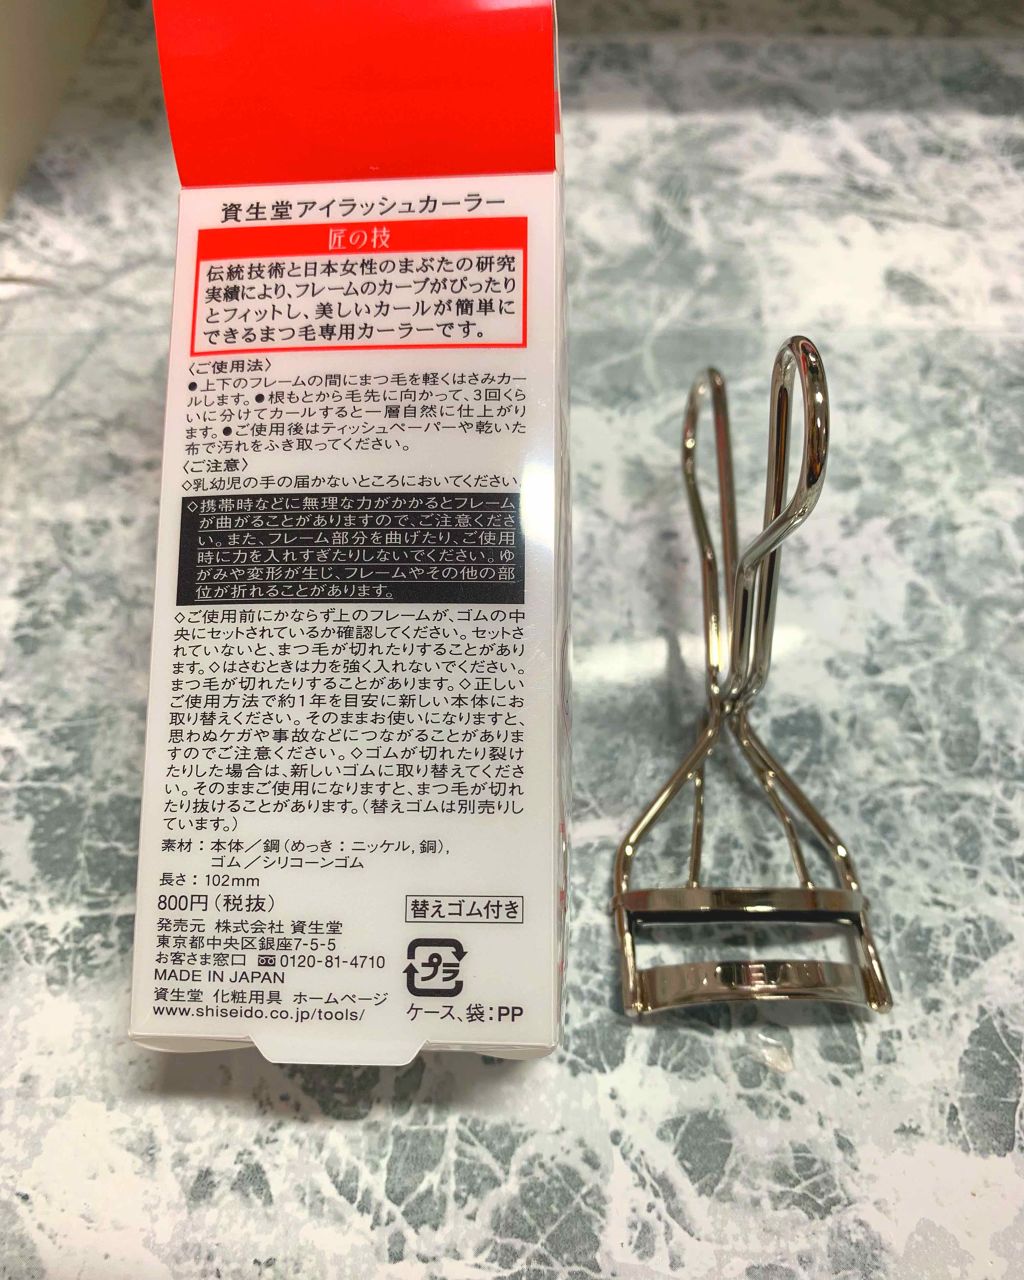 資生堂アイラッシュカーラー
匠の技
伝統技術と日本女性のまぶたの研究
実績により、フレームのカーブがぴったり
とフィットし、美しいカールが簡単に
できるまつ毛専用カーラーです。
〈ご使用法〉
●上下のフレームの間にまつ毛を軽くはさみカー
ルします。●根もとから毛先に向かって、3回くら
いに分けてカールすると一層自然に仕上がり
ます。●ご使用後はティッシュペーパーや乾いた
布で汚れをふき取ってください。
〈ご注意〉
◇乳幼児の手の届かないところにおいてください。
◇携帯時などに無理な力がかかるとフレーム
が曲がることがありますので、ご注意くださ
い。また、フレーム部分を曲げたり、ご使用
時に力を入れすぎたりしないでください。ゆ
がみや変形が生じ、フレームやその他の部
位が折れることがあります。
◇ご使用前にかならず上のフレームが、ゴムの中
央にセットされているか確認してください。セットさ
れていないと、まつ毛が切れたりすることがあり
ます。◇はさむときは力を強く入れないでください。
まつ毛が切れたりすることがあります。◇正しい
ご使用方法で約1年を目安に新しい本体にお
取り替えください。そのままお使いになりますと、
思わぬケガや事故などにつながることがありま
すのでご注意ください。◇ゴムが切れたり裂け
たりした場合は、新しいゴムに取り替えてくださ
い。そのままご使用になりますと、まつ毛が切れ
たり抜けることがあります。（替えゴムは別売りし
ています。）
素材：本体／鋼（めっき：ニッケル，銅），
ゴム／シリコーンゴム
長さ：102mm
800円（税抜）
替えゴム付き
発売元 株式会社 資生堂
東京都中央区銀座7-5-5
お客さま窓口 0120-81-4710
MADE IN JAPAN
資生堂 化粧用具 ホームページ
www.shiseido.co.jp/tools/
プラ
ケース、袋：PP